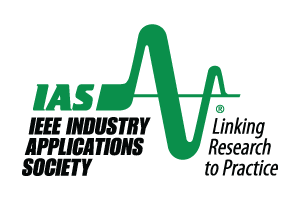 IAS
IEEE INDUSTRY
APPLICATIONS
SOCIETY
®
Linking
Research
to Practice